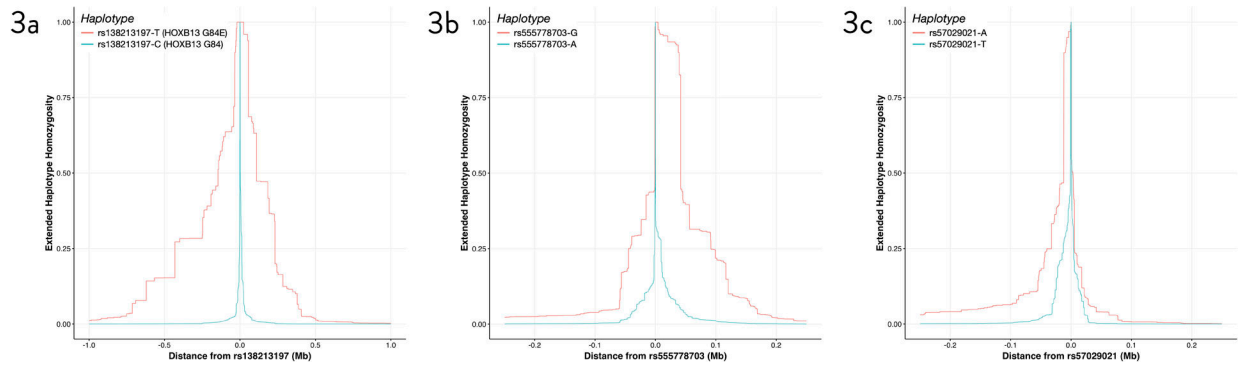 3a
Haplotype
rs138213197-T (HOXB13 G84E)
rs138213197-C (HOXB13 G84)
Extended Haplotype Homozygosity
1.00
0.75
0.50
0.25
0.00
-1.0 -0.5 0.0 0.5 1.0
Distance from rs138213197 (Mb)
3b
Haplotype
rs555778703-G
rs555778703-A
Extended Haplotype Homozygosity
1.00
0.75
0.50
0.25
0.00
-0.2 -0.1 0.0 0.1 0.2
Distance from rs555778703 (Mb)
3c
Haplotype
rs57029021-A
rs57029021-T
Extended Haplotype Homozygosity
1.00
0.75
0.50
0.25
0.00
-0.2 -0.1 0.0 0.1 0.2
Distance from rs57029021 (Mb)